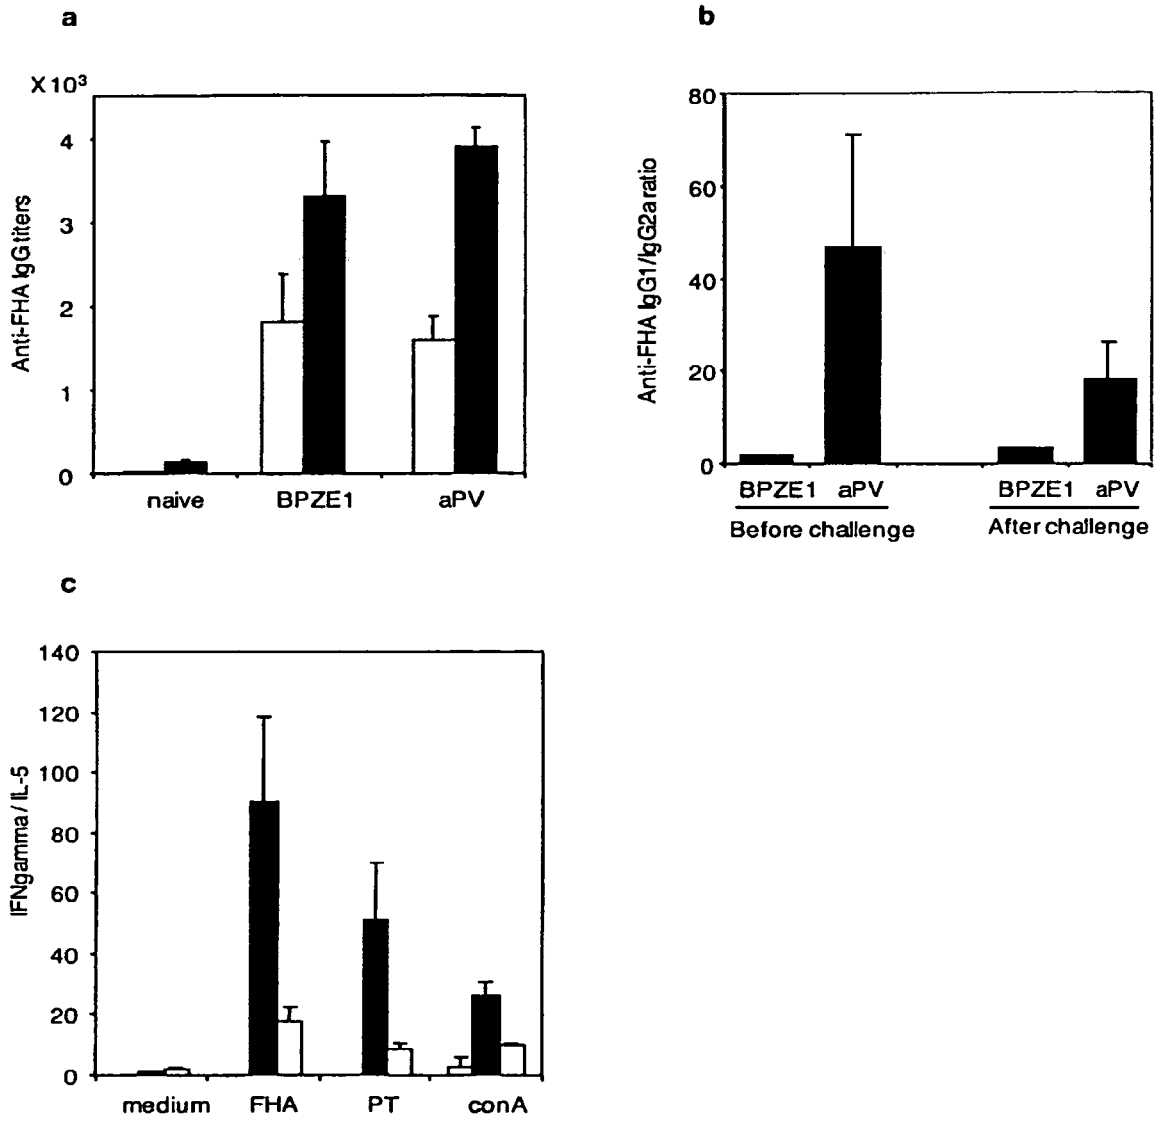 a
X 10³
4
3
2
1
0
Anti-FHA IgG titers
naive BPZE1 aPV
b
80
60
40
20
0
Anti-FHA IgG1/IgG2a ratio
BPZE1 aPV BPZE1 aPV
Before challenge After challenge
c
140
120
100
80
60
40
20
0
IFNgamma / IL-5
medium FHA PT conA